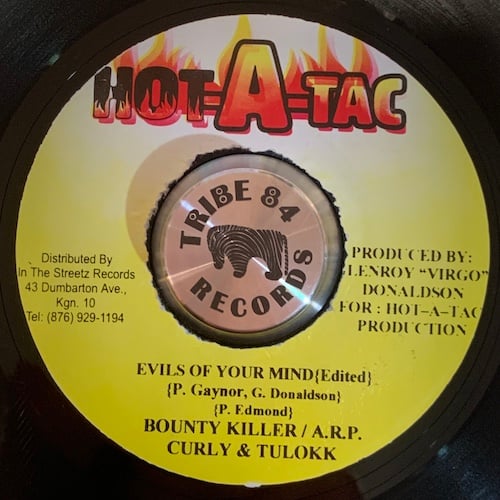 HOT-A-TAC
TRIBE 84
RECORDS
Distributed By
In The Streetz Records
43 Dumbarton Ave.,
Kgn. 10
Tel: (876) 929-1194
PRODUCED BY:
GLENROY "VIRGO"
DONALDSON
FOR : HOT-A-TAC
PRODUCTION
EVILS OF YOUR MIND{Edited}
{P. Gaynor, G. Donaldson}
{P. Edmond}
BOUNTY KILLER / A.R.P.
CURLY & TULOKK